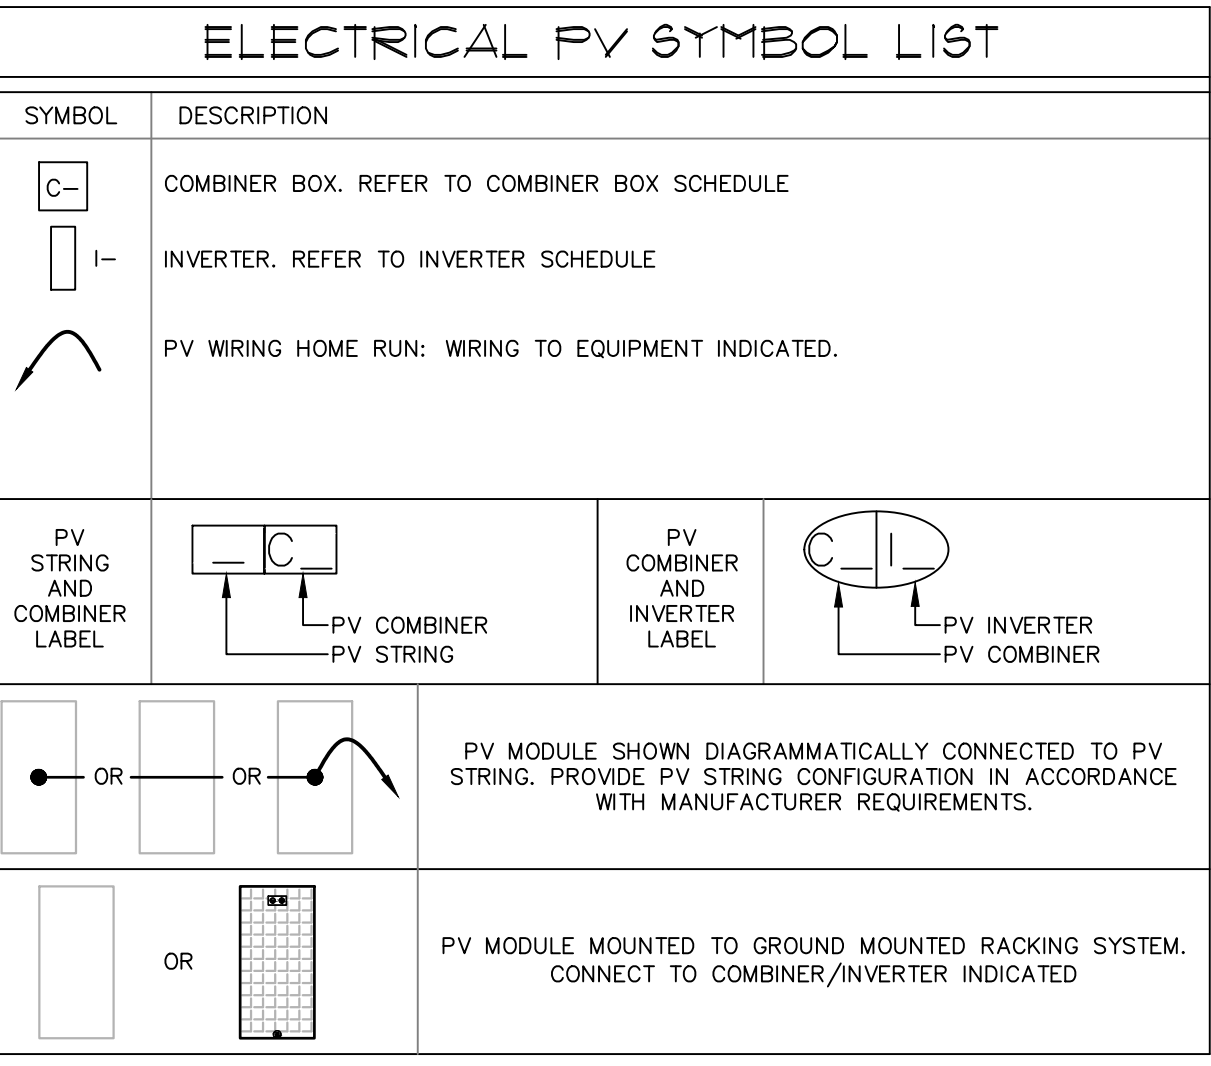 ELECTRICAL PV SYMBOL LIST
SYMBOL DESCRIPTION
C– COMBINER BOX. REFER TO COMBINER BOX SCHEDULE
I– INVERTER. REFER TO INVERTER SCHEDULE
PV WIRING HOME RUN: WIRING TO EQUIPMENT INDICATED.
PV
STRING
AND
COMBINER
LABEL
_ C_
PV COMBINER
PV STRING
PV
COMBINER
AND
INVERTER
LABEL
C_ I_
PV INVERTER
PV COMBINER
OR OR
PV MODULE SHOWN DIAGRAMMATICALLY CONNECTED TO PV
STRING. PROVIDE PV STRING CONFIGURATION IN ACCORDANCE
WITH MANUFACTURER REQUIREMENTS.
OR
PV MODULE MOUNTED TO GROUND MOUNTED RACKING SYSTEM.
CONNECT TO COMBINER/INVERTER INDICATED